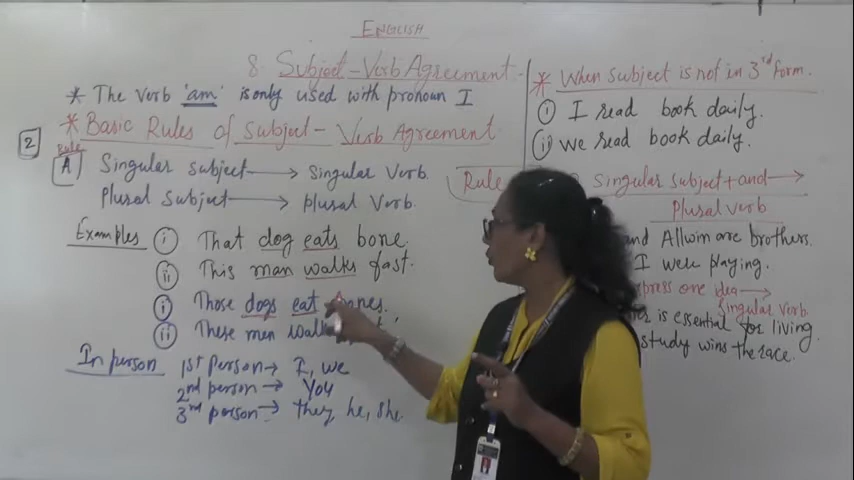 ENGLISH
8. Subject-Verb Agreement-
* The verb 'am' is only used with pronoun I
* Basic Rules of Subject-Verb Agreement
2
Rule
A Singular subject → Singular Verb.
Plural Subject → plural Verb.
Examples (i) That dog eats bone.
(ii) This man walks fast.
(i) Those dogs eat bones.
(ii) These men walk
In person 1st person → I, we
2nd person → You
3rd person → they he, she
* When subject is not in 3rd form.
(i) I read book daily.
(ii) we read book daily.
Rule Singular subject + and →
plural verb
and Allwin are brothers.
I were playing.
press one idea →
Singular verb.
is essential for living.
study wins the race.